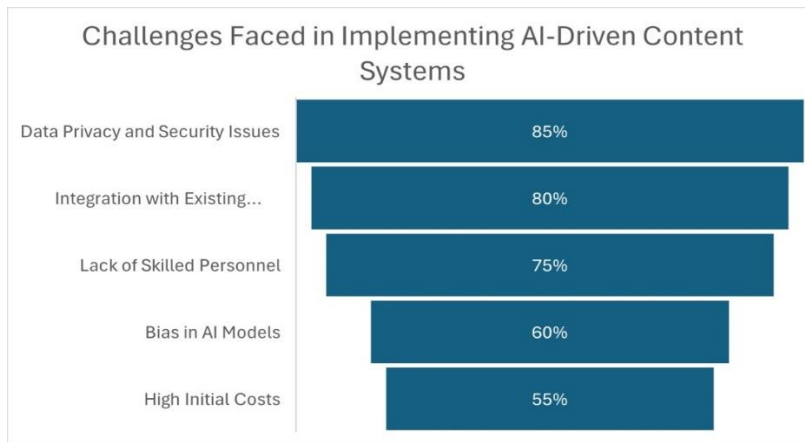 Challenges Faced in Implementing AI-Driven Content
Systems
Data Privacy and Security Issues
85%
Integration with Existing...
80%
Lack of Skilled Personnel
75%
Bias in AI Models
60%
High Initial Costs
55%